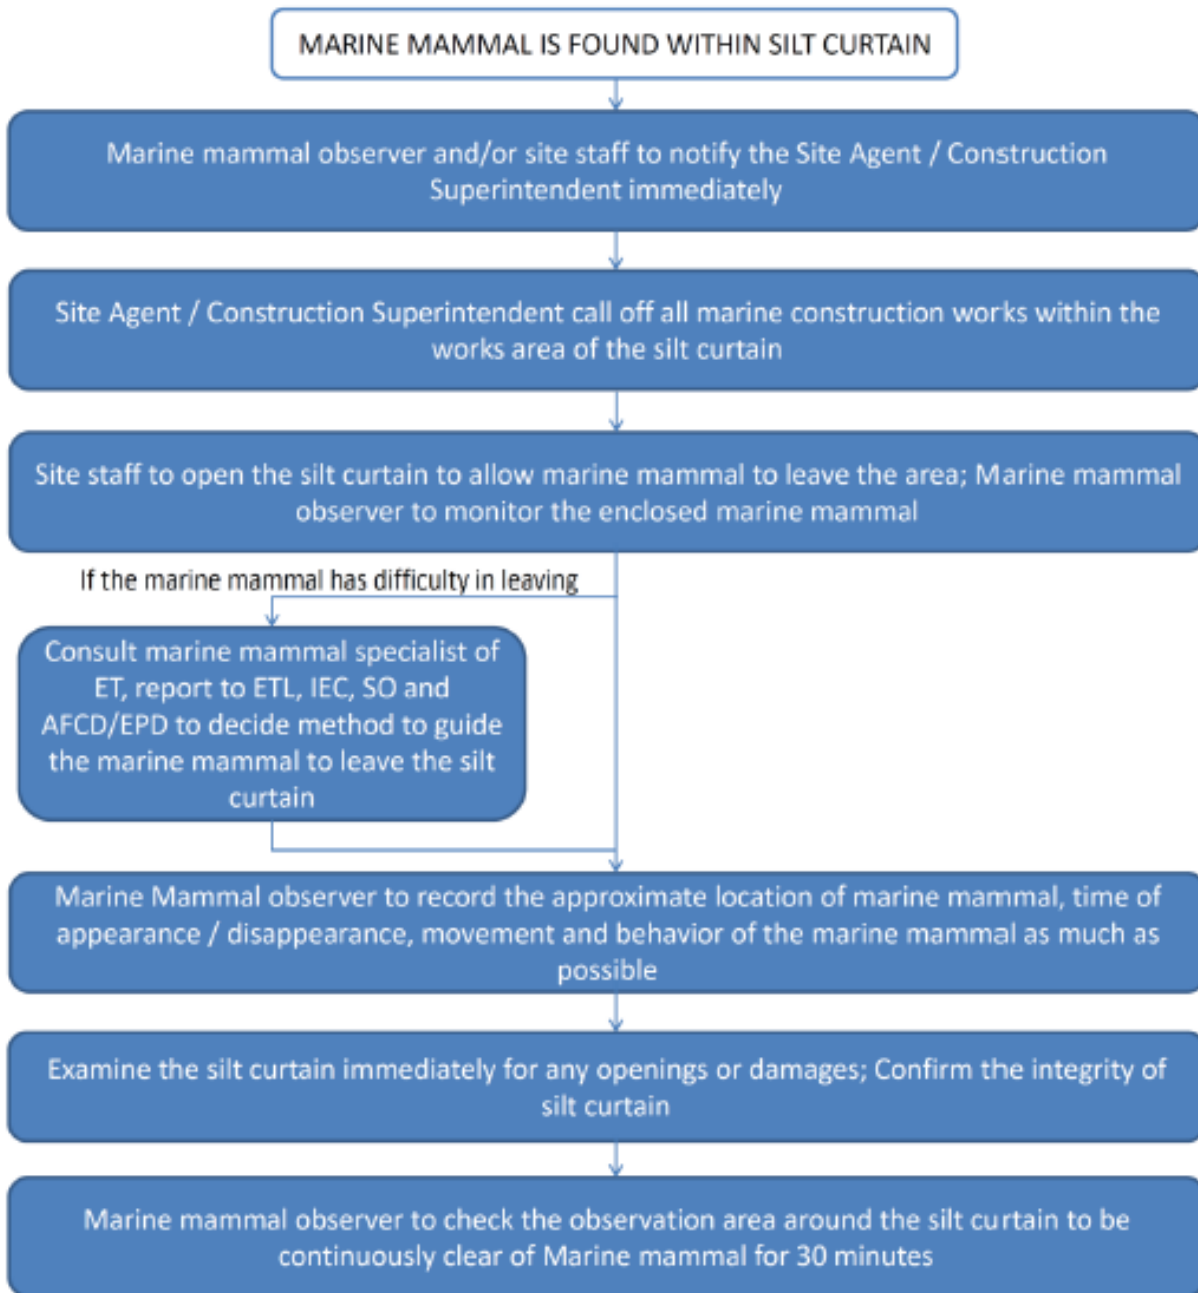 MARINE MAMMAL IS FOUND WITHIN SILT CURTAIN
Marine mammal observer and/or site staff to notify the Site Agent / Construction
Superintendent immediately
Site Agent / Construction Superintendent call off all marine construction works within the
works area of the silt curtain
Site staff to open the silt curtain to allow marine mammal to leave the area; Marine mammal
observer to monitor the enclosed marine mammal
If the marine mammal has difficulty in leaving
Consult marine mammal specialist of
ET, report to ETL, IEC, SO and
AFCD/EPD to decide method to guide
the marine mammal to leave the silt
curtain
Marine Mammal observer to record the approximate location of marine mammal, time of
appearance / disappearance, movement and behavior of the marine mammal as much as
possible
Examine the silt curtain immediately for any openings or damages; Confirm the integrity of
silt curtain
Marine mammal observer to check the observation area around the silt curtain to be
continuously clear of Marine mammal for 30 minutes